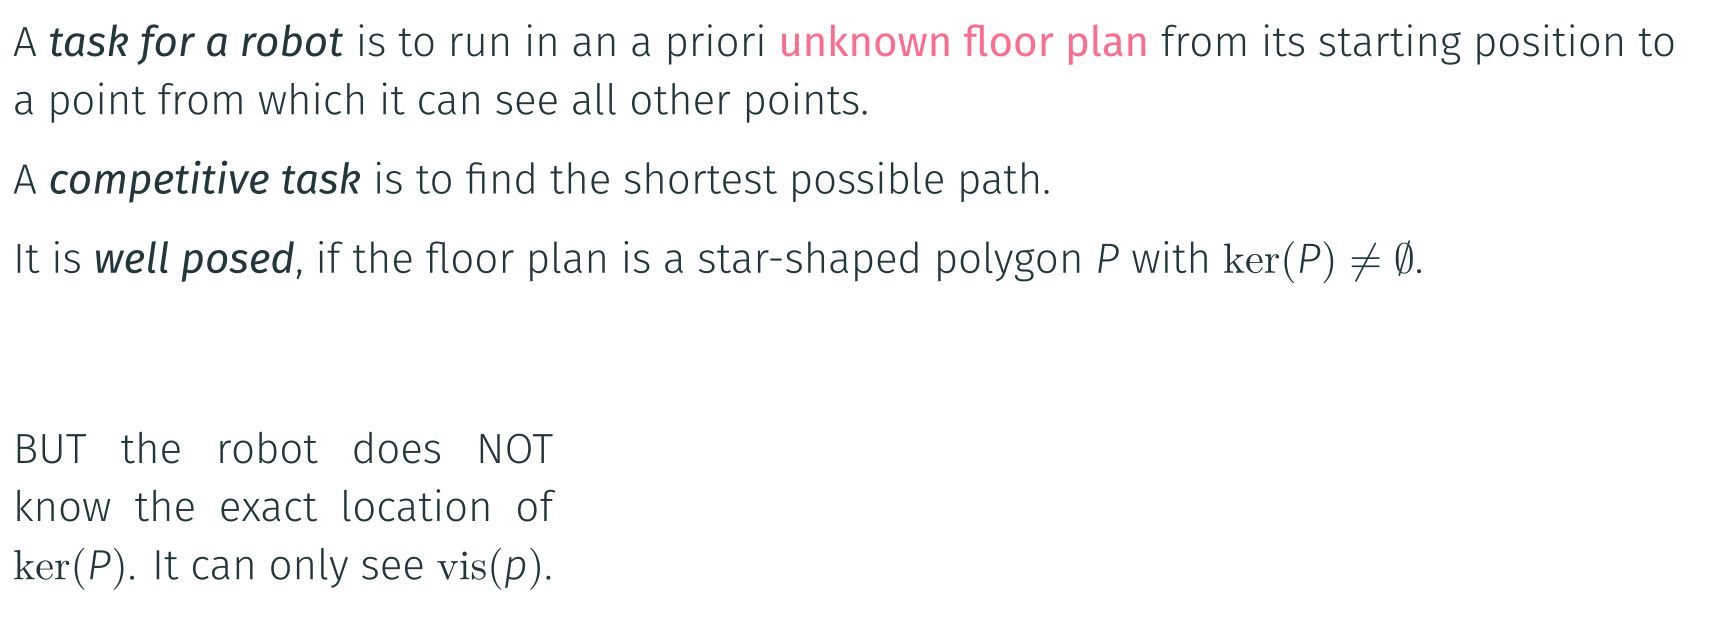 A task for a robot is to run in an a priori unknown floor plan from its starting position to
a point from which it can see all other points.
A competitive task is to find the shortest possible path.
It is well posed, if the floor plan is a star-shaped polygon P with ker(P) ≠ ∅.
BUT the robot does NOT
know the exact location of
ker(P). It can only see vis(p).